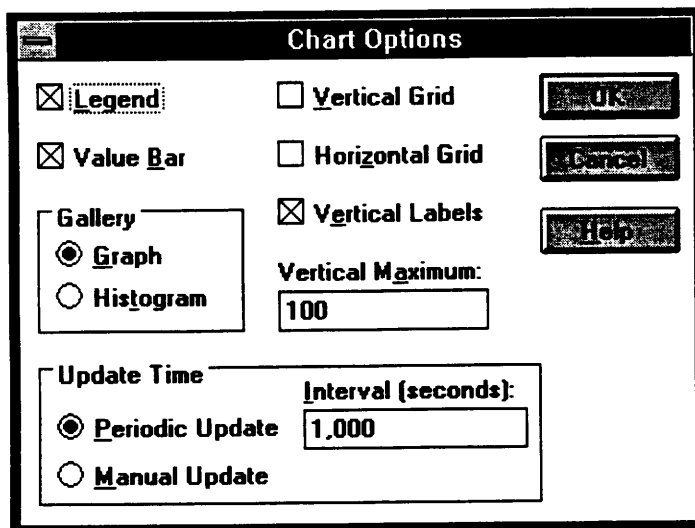 Chart Options
Legend
Vertical Grid
OK
Value Bar
Horizontal Grid
Cancel
Gallery
Vertical Labels
Help
Graph
Histogram
Vertical Maximum:
100
Update Time
Interval (seconds):
Periodic Update
1,000
Manual Update